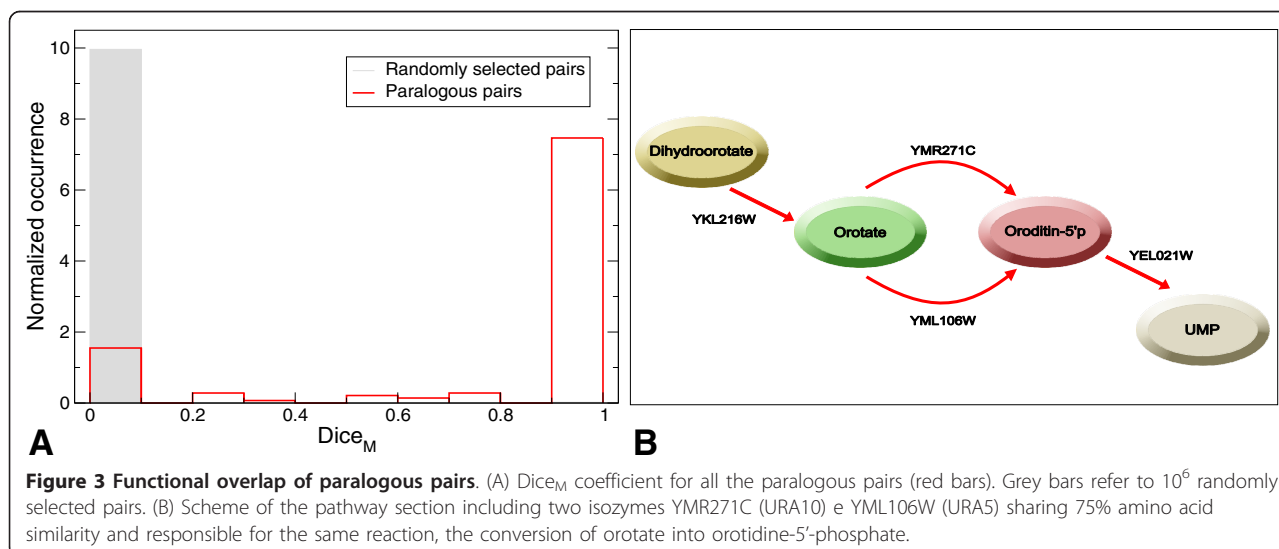 10
8
6
4
2
0
Normalized occurrence
Randomly selected pairs
Paralogous pairs
0
0.2
0.4
0.6
0.8
1
Dice_M
A
Dihydroorotate
YKL216W
Orotate
YMR271C
YML106W
Oroditin-5'p
YEL021W
UMP
B
Figure 3 Functional overlap of paralogous pairs. (A) Dice_M coefficient for all the paralogous pairs (red bars). Grey bars refer to 10^6 randomly
selected pairs. (B) Scheme of the pathway section including two isozymes YMR271C (URA10) e YML106W (URA5) sharing 75% amino acid
similarity and responsible for the same reaction, the conversion of orotate into orotidine-5'-phosphate.